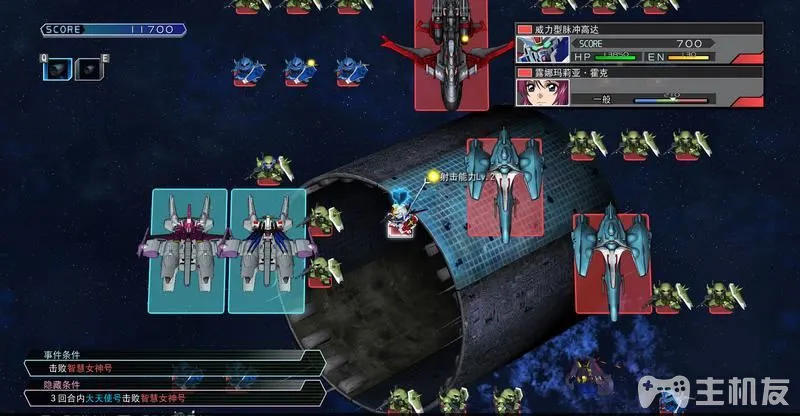 SCORE 11700
Q E
威力型脉冲高达
SCORE 700
HP 13850 EN 130
露娜玛莉亚·霍克
一般 210
射击能力Lv.2
事件条件
击败智慧女神号
隐藏条件
3回合内大天使号击败智慧女神号
主机友